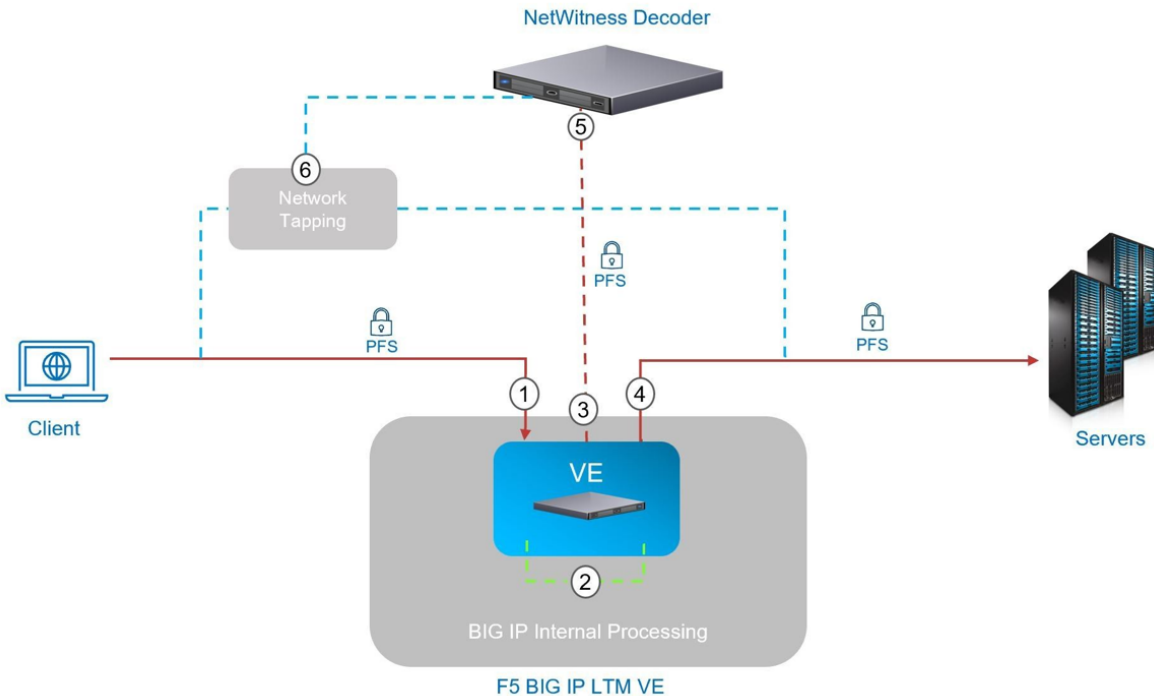 NetWitness Decoder
5
6
Network
Tapping
PFS
PFS
PFS
1
3
4
Client
Servers
VE
2
BIG IP Internal Processing
F5 BIG IP LTM VE